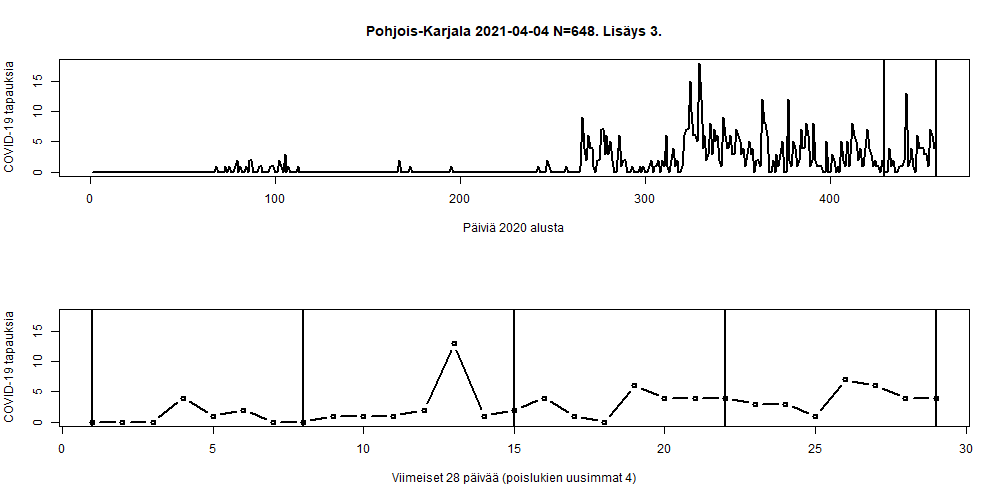 Pohjois-Karjala 2021-04-04 N=648. Lisäys 3.
COVID-19 tapauksia
15
10
5
0
0 100 200 300 400
Päiviä 2020 alusta
COVID-19 tapauksia
15
10
5
0
0 5 10 15 20 25 30
Viimeiset 28 päivää (poislukien uusimmat 4)